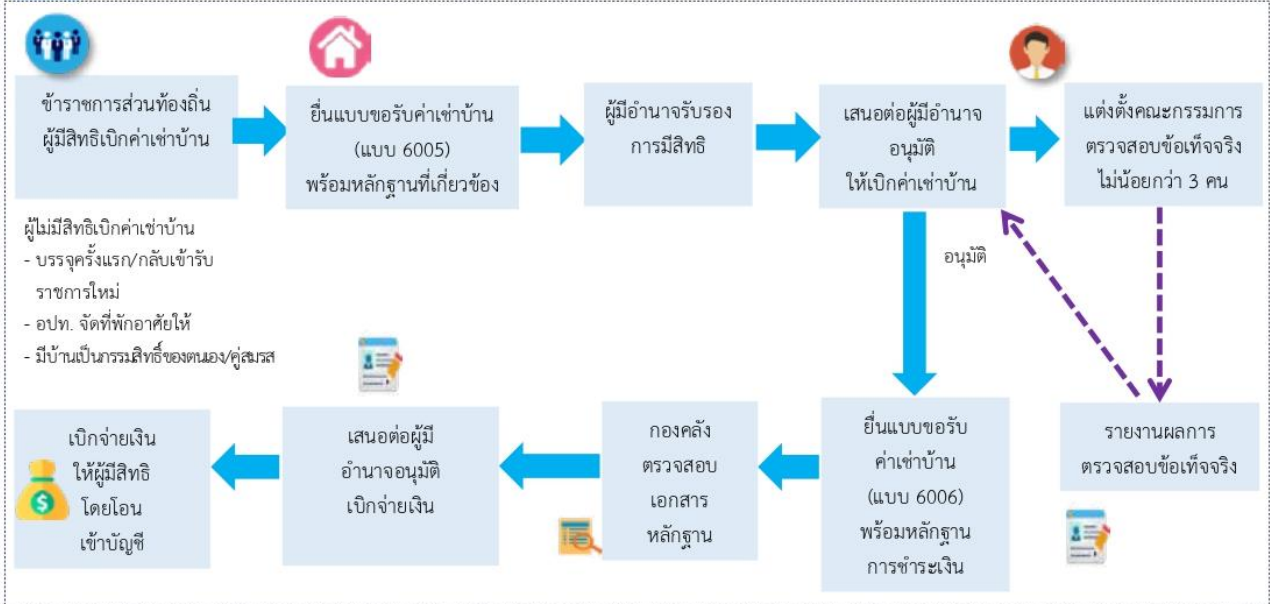 ข้าราชการส่วนท้องถิ่น
ผู้มีสิทธิเบิกค่าเช่าบ้าน
ยื่นแบบขอรับค่าเช่าบ้าน
(แบบ 6005)
พร้อมหลักฐานที่เกี่ยวข้อง
ผู้มีอำนาจรับรอง
การมีสิทธิ
เสนอต่อผู้มีอำนาจ
อนุมัติ
ให้เบิกค่าเช่าบ้าน
แต่งตั้งคณะกรรมการ
ตรวจสอบข้อเท็จจริง
ไม่น้อยกว่า 3 คน
ผู้ไม่มีสิทธิเบิกค่าเช่าบ้าน
- บรรจุครั้งแรก/กลับเข้ารับ
ราชการใหม่
- อปท. จัดที่พักอาศัยให้
- มีบ้านเป็นกรรมสิทธิ์ของตนเอง/คู่สมรส
อนุมัติ
รายงานผลการ
ตรวจสอบข้อเท็จจริง
ยื่นแบบขอรับ
ค่าเช่าบ้าน
(แบบ 6006)
พร้อมหลักฐาน
การชำระเงิน
กองคลัง
ตรวจสอบ
เอกสาร
หลักฐาน
เสนอต่อผู้มี
อำนาจอนุมัติ
เบิกจ่ายเงิน
เบิกจ่ายเงิน
ให้ผู้มีสิทธิ
โดยโอน
เข้าบัญชี